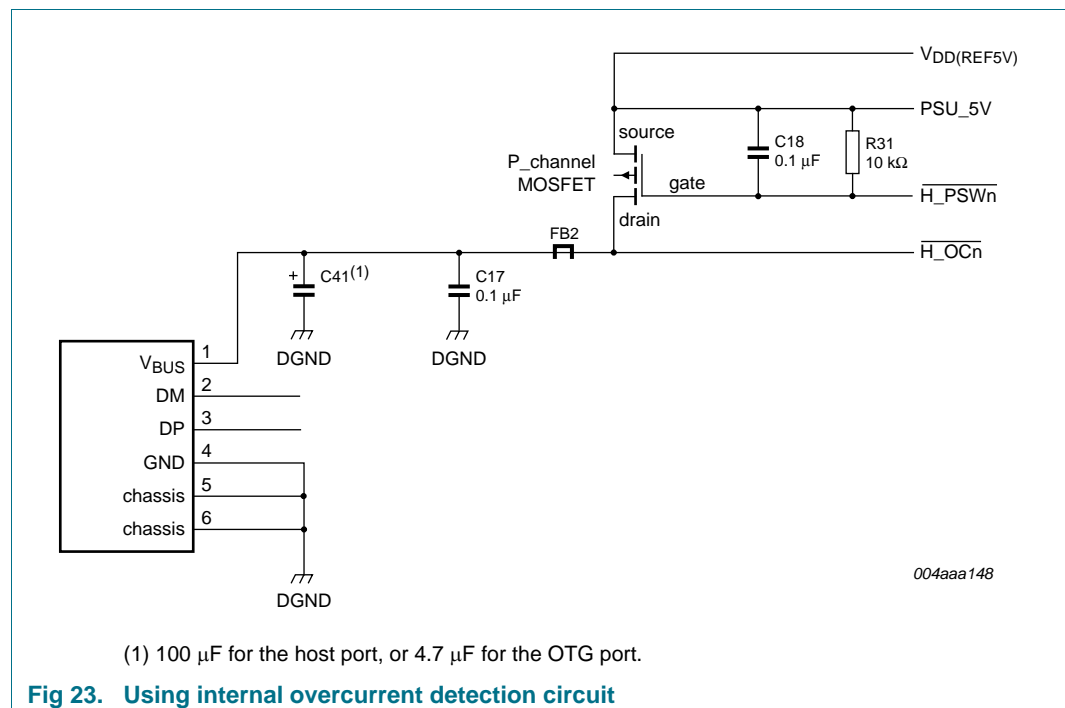 V_DD(REF5V)
PSU_5V
source
C18
0.1 μF
R31
10 kΩ
P_channel
MOSFET
gate
H_PSWn
drain
FB2
H_OCn
+
C41(1)
C17
0.1 μF
DGND
DGND
VBUS 1
DM 2
DP 3
GND 4
chassis 5
chassis 6
DGND
004aaa148
(1) 100 μF for the host port, or 4.7 μF for the OTG port.
Fig 23. Using internal overcurrent detection circuit